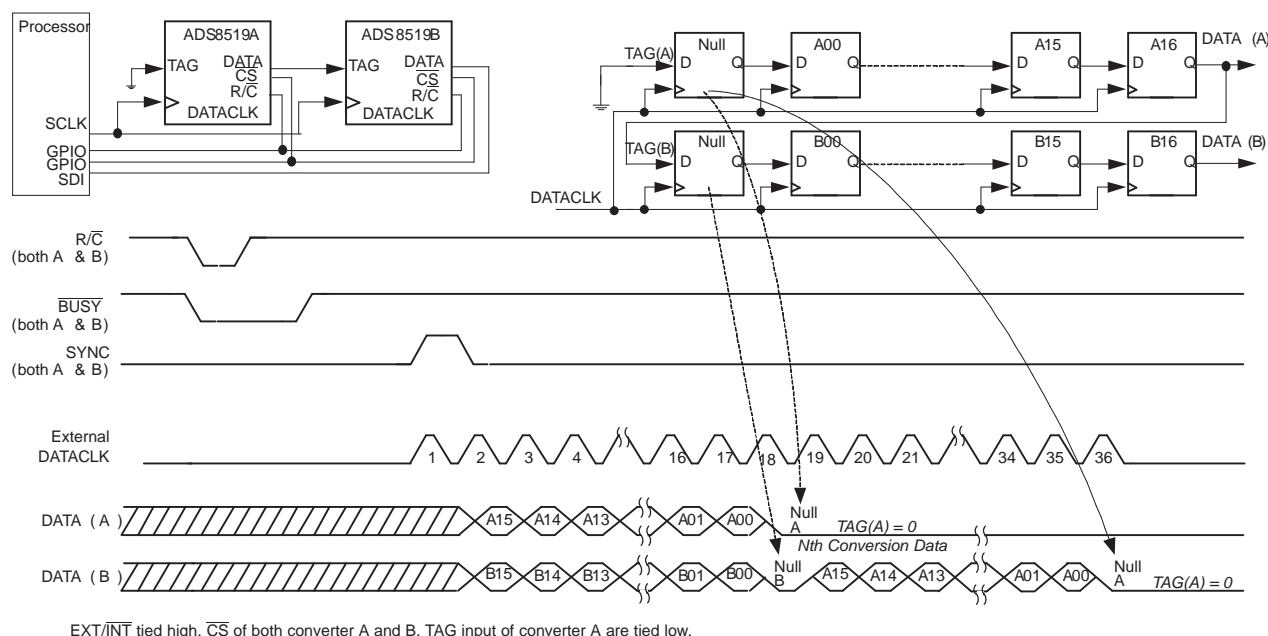 Processor
ADS8519A
TAG
DATA
CS
R/C
DATACLK
ADS8519B
TAG
DATA
CS
R/C
DATACLK
SCLK
GPIO
GPIO
SDI
TAG(A)
Null
D
Q
A00
D
Q
A15
D
Q
A16
D
Q
DATA (A)
TAG(B)
Null
D
Q
B00
D
Q
B15
D
Q
B16
D
Q
DATA (B)
DATACLK
R/C
(both A & B)
BUSY
(both A & B)
SYNC
(both A & B)
External
DATACLK
1 2 3 4 16 17 18 19 20 21 34 35 36
DATA ( A )
A15 A14 A13 A01 A00
Null
A
TAG(A) = 0
Nth Conversion Data
DATA ( B )
B15 B14 B13 B01 B00
Null
B
A15 A14 A13 A01 A00
Null
A
TAG(A) = 0
EXT/INT tied high, CS of both converter A and B, TAG input of converter A are tied low.